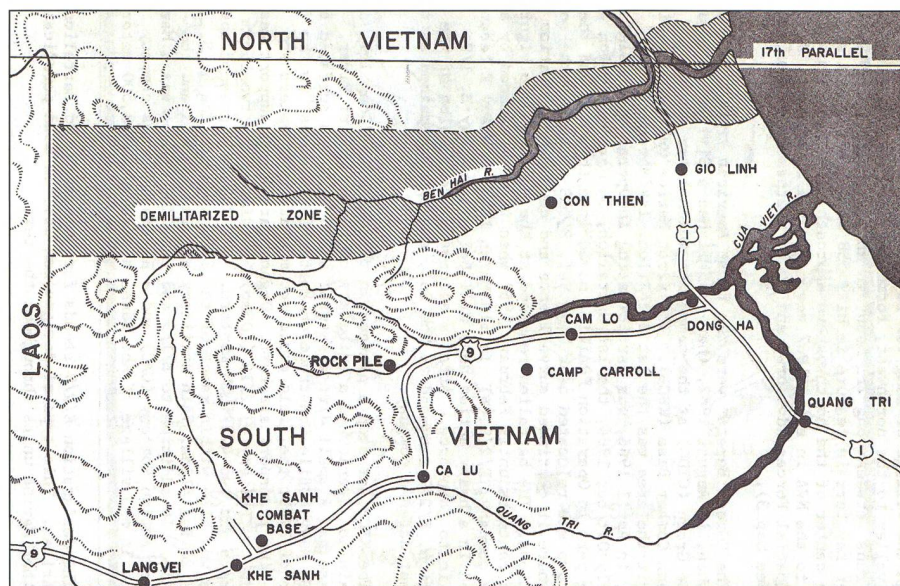 NORTH VIETNAM
17th PARALLEL
BEN HAI R.
GIO LINH
CON THIEN
DEMILITARIZED ZONE
CUA VIET R.
1
LAOS
CAM LO
DONG HA
9
ROCK PILE
CAMP CARROLL
QUANG TRI
SOUTH VIETNAM
1
CA LU
KHE SANH
COMBAT
BASE
QUANG TRI R.
9
LANG VEI
KHE SANH